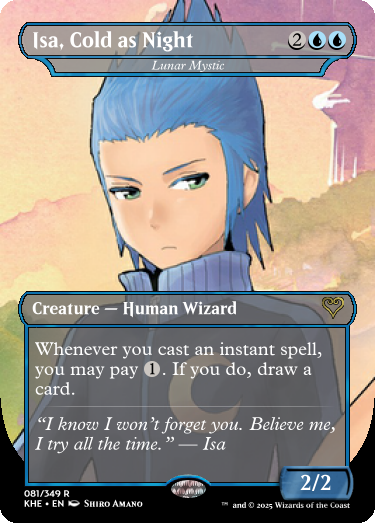 Isa, Cold as Night 2
Lunar Mystic
Creature — Human Wizard
Whenever you cast an instant spell,
you may pay 1. If you do, draw a
card.
“I know I won’t forget you. Believe me,
I try all the time.” — Isa
2/2
081/349 R
KHE • EN Shiro Amano ™ and © 2025 Wizards of the Coast